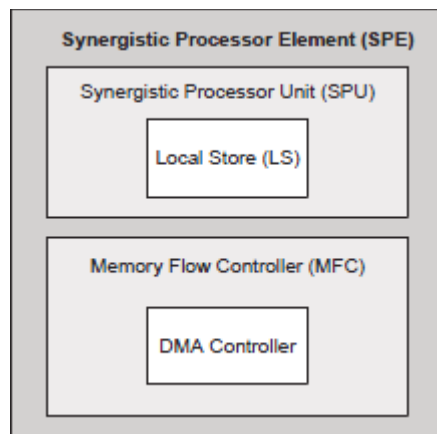 Synergistic Processor Element (SPE)
Synergistic Processor Unit (SPU)
Local Store (LS)
Memory Flow Controller (MFC)
DMA Controller